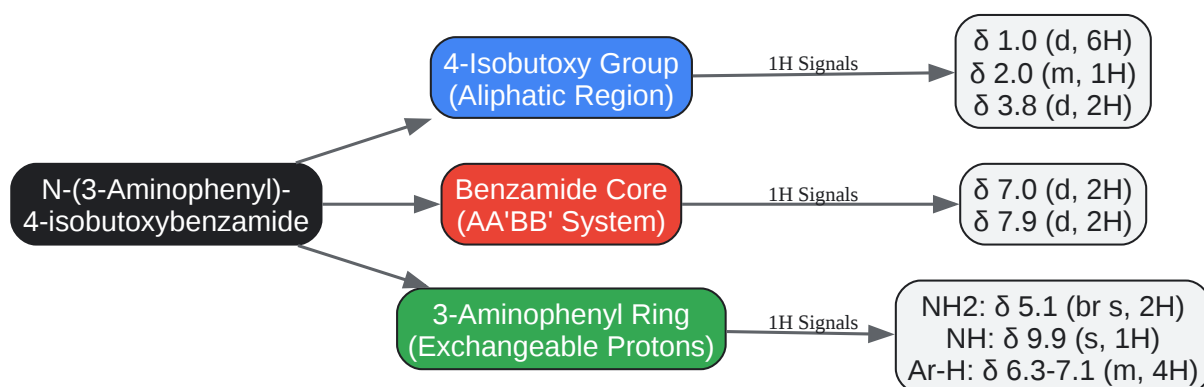 N-(3-Aminophenyl)-
4-isobutoxybenzamide
4-Isobutoxy Group
(Aliphatic Region)
1H Signals
δ 1.0 (d, 6H)
δ 2.0 (m, 1H)
δ 3.8 (d, 2H)
Benzamide Core
(AA'BB' System)
1H Signals
δ 7.0 (d, 2H)
δ 7.9 (d, 2H)
3-Aminophenyl Ring
(Exchangeable Protons)
1H Signals
NH2: δ 5.1 (br s, 2H)
NH: δ 9.9 (s, 1H)
Ar-H: δ 6.3-7.1 (m, 4H)